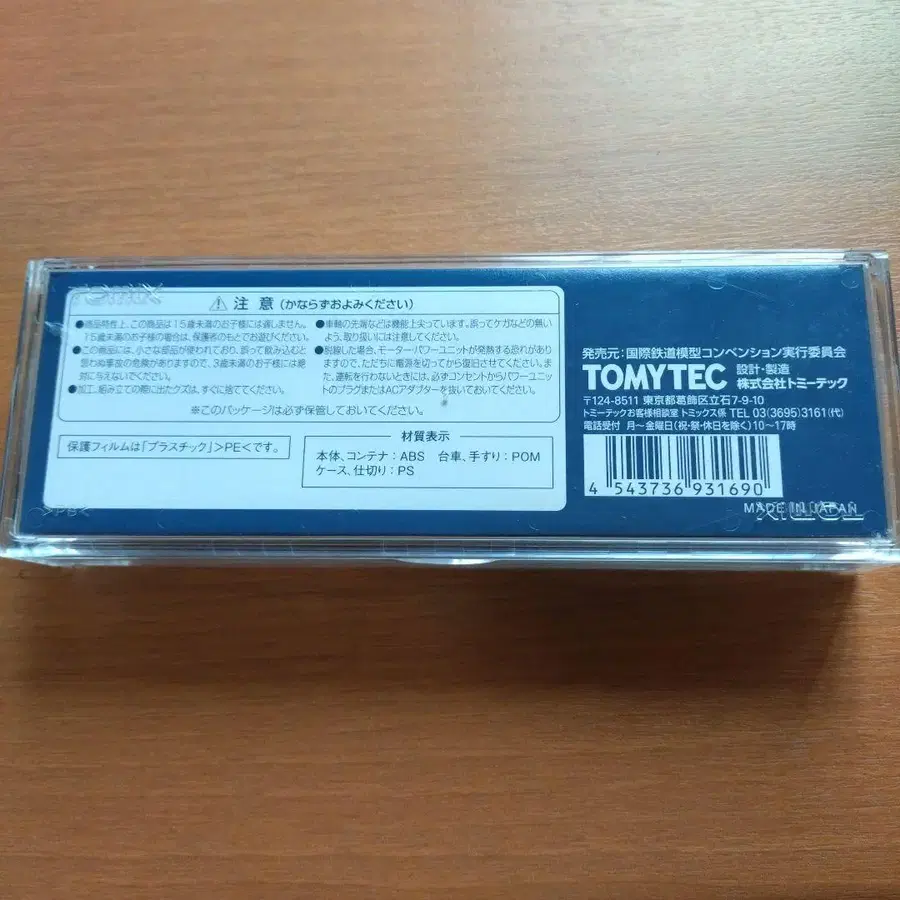 ⚠ 注意(かならずおよみください)
●商品特性上、この商品は15歳未満のお子様には適しません。
15歳未満のお子様の場合は、保護者のもとでお遊びください。
●この商品には、小さな部品が使われており、誤って飲み込むと
思わぬ事故の危険がありますので、3歳未満のお子様には絶
対に与えないでください。
●加工、組み立ての際に出たクズは、すぐに捨ててください。
●車軸の先端などは機能上尖っています。誤ってケガなどの無い
よう、取り扱いには注意してください。
●脱線した場合、モーター・パワーユニットが発熱する恐れがあり
ますので、ただちに電源を切ってから復旧させてください。ま
た、運転を行わないときには、必ずコンセントからパワーユニッ
トのプラグまたはACアダプターを抜いておいてください。
※このパッケージは必ず保管しておいてください。
保護フィルムは「プラスチック」>PE<です。
材質表示
本体、コンテナ:ABS 台車、手すり:POM
ケース、仕切り:PS
発売元:国際鉄道模型コンベンション実行委員会
TOMYTEC 設計・製造 株式会社トミーテック
〒124-8511 東京都葛飾区立石7-9-10
トミーテックお客様相談室 トミックス係 TEL 03(3695)3161(代)
電話受付 月〜金曜日(祝・祭・休日を除く)10〜17時
4 543736 931690
MADE IN JAPAN
TOMIX
TOMIX
>PS<